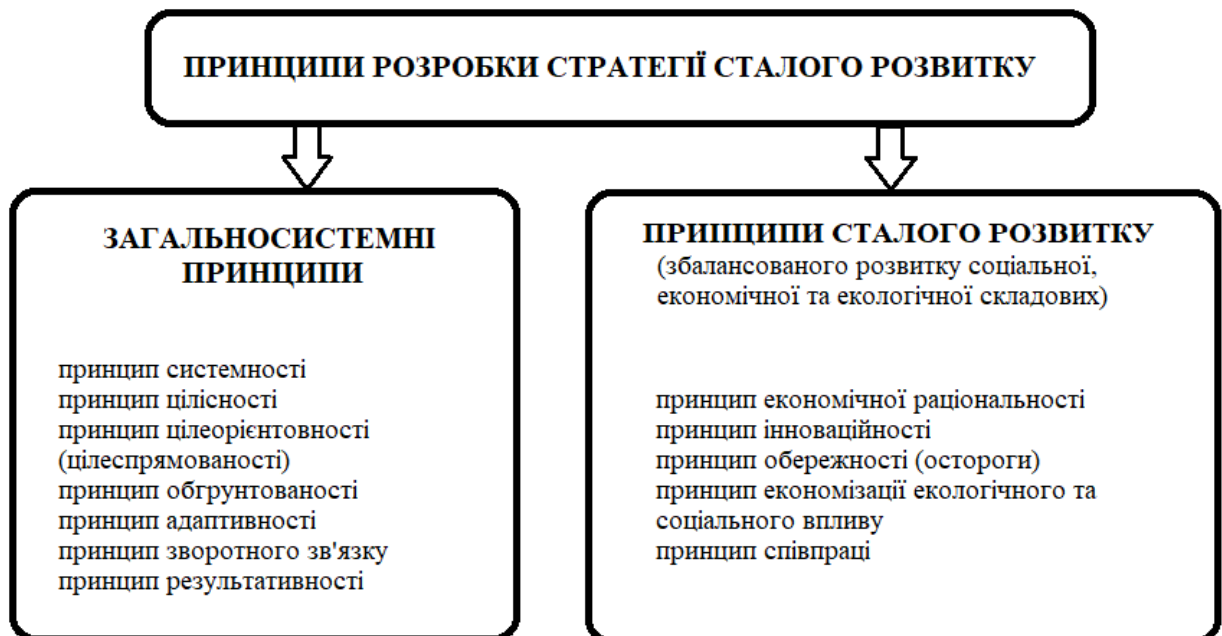 ПРИНЦИПИ РОЗРОБКИ СТРАТЕГІЇ СТАЛОГО РОЗВИТКУ
ЗАГАЛЬНОСИСТЕМНІ
ПРИНЦИПИ
принцип системності
принцип цілісності
принцип цілеорієнтовності
(цілеспрямованості)
принцип обгрунтованості
принцип адаптивності
принцип зворотного зв'язку
принцип результативності
ПРИПЦИПИ СТАЛОГО РОЗВИТКУ
(збалансованого розвитку соціальної,
економічної та екологічної складових)
принцип економічної раціональності
принцип інноваційності
принцип обережності (остороги)
принцип економізації екологічного та
соціального впливу
принцип співпраці